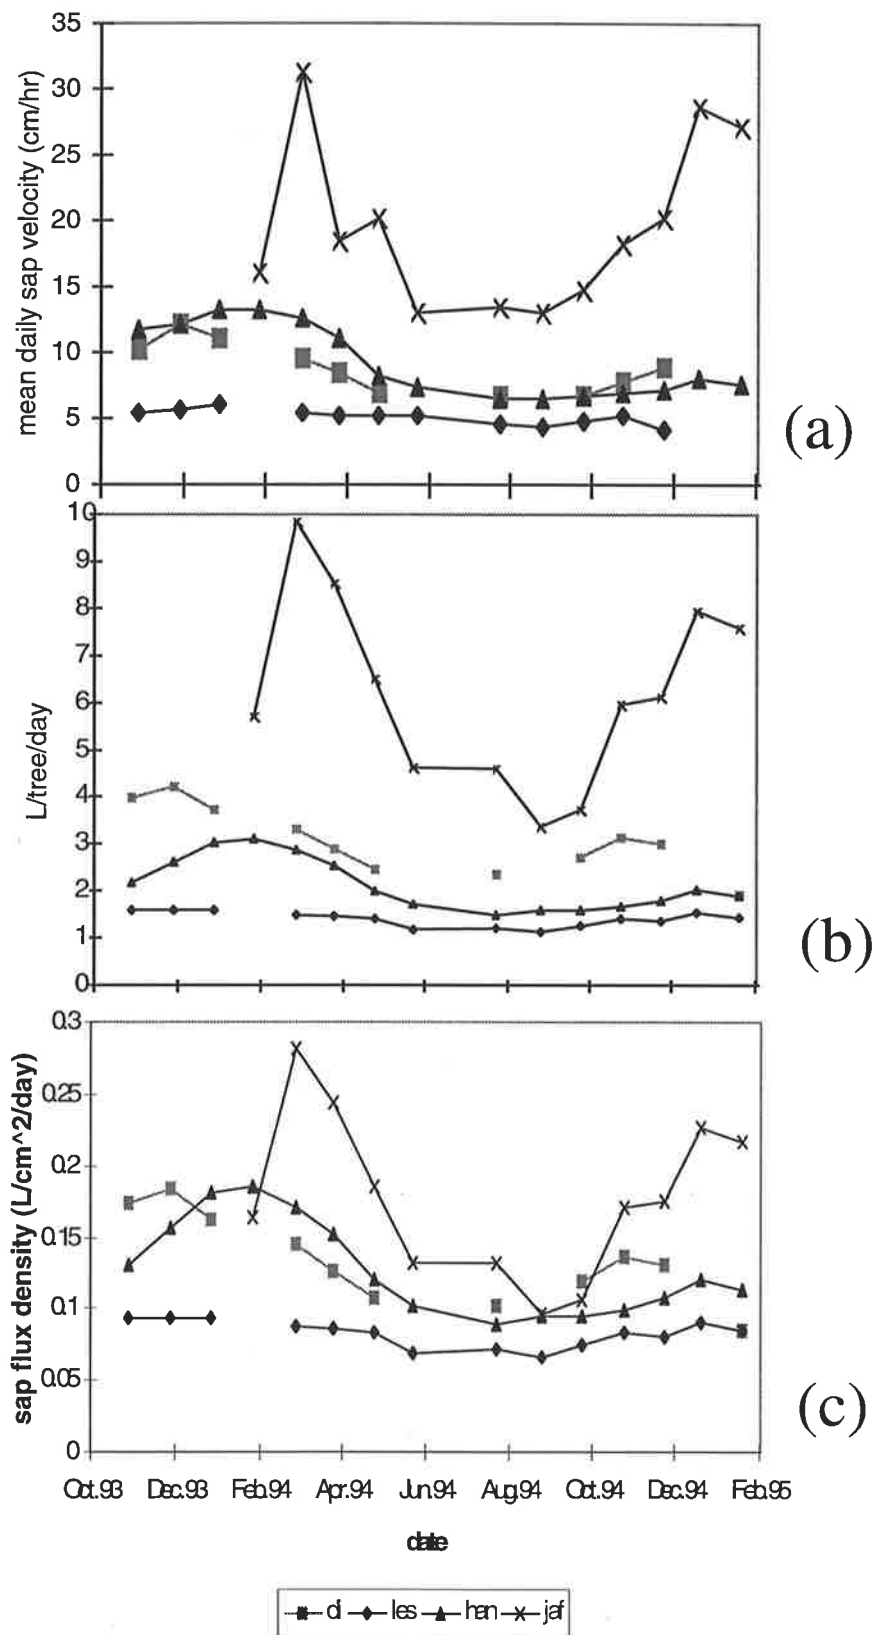 35
30
25
20
15
10
5
0
mean daily sap velocity (cm/hr)
(a)
10
9
8
7
6
5
4
3
2
1
0
L/tree/day
(b)
0.3
0.25
0.2
0.15
0.1
0.05
0
sap flux density (L/cm^2/day)
(c)
Oct.93 Dec.93 Feb.94 Apr.94 Jun.94 Aug.94 Oct.94 Dec.94 Feb.95
date
di les han jaf